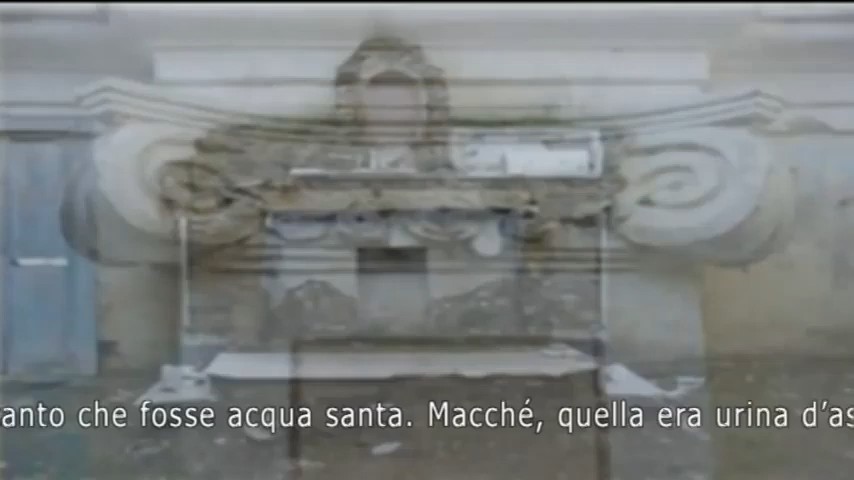 anto che fosse acqua santa. Macché, quella era urina d’as